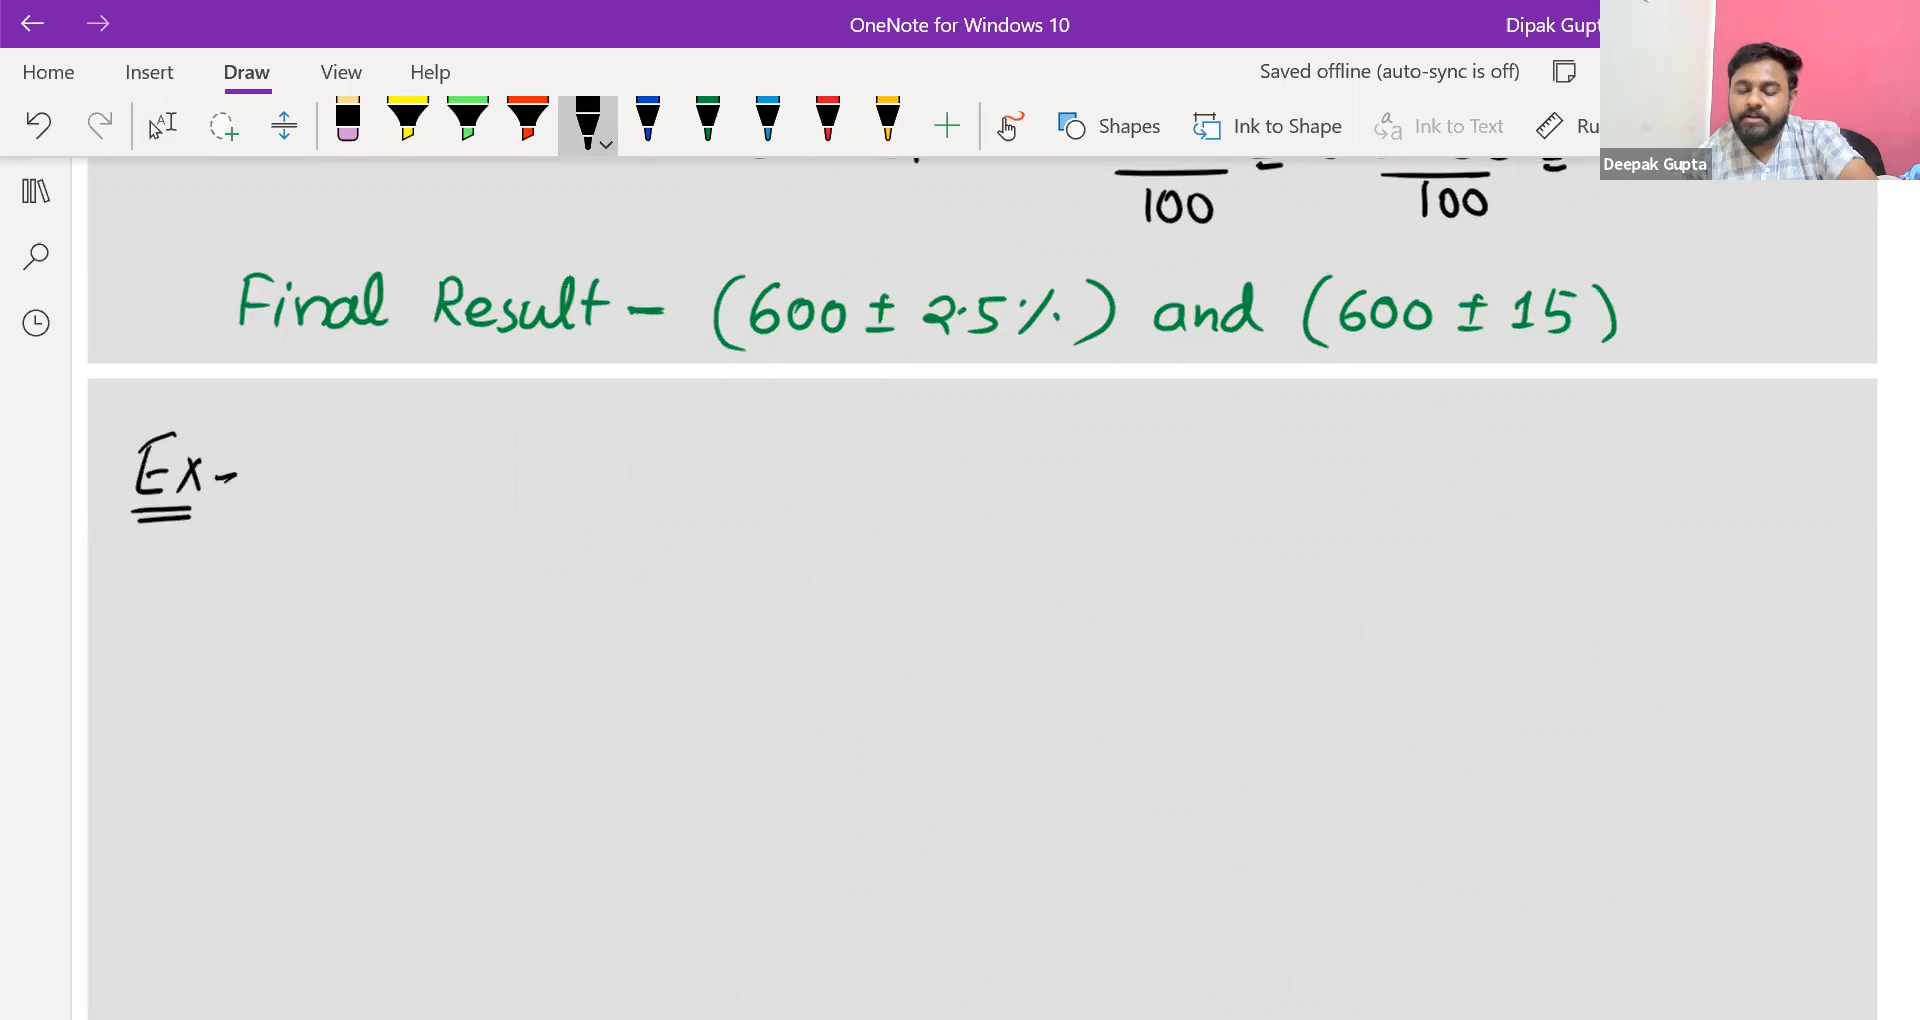 OneNote for Windows 10
Dipak Gupt
Home Insert Draw View Help
Saved offline (auto-sync is off)
Shapes Ink to Shape Ink to Text Ru
Deepak Gupta
100 100
Final Result - (600 ± 2.5%) and (600 ± 15)
Ex-